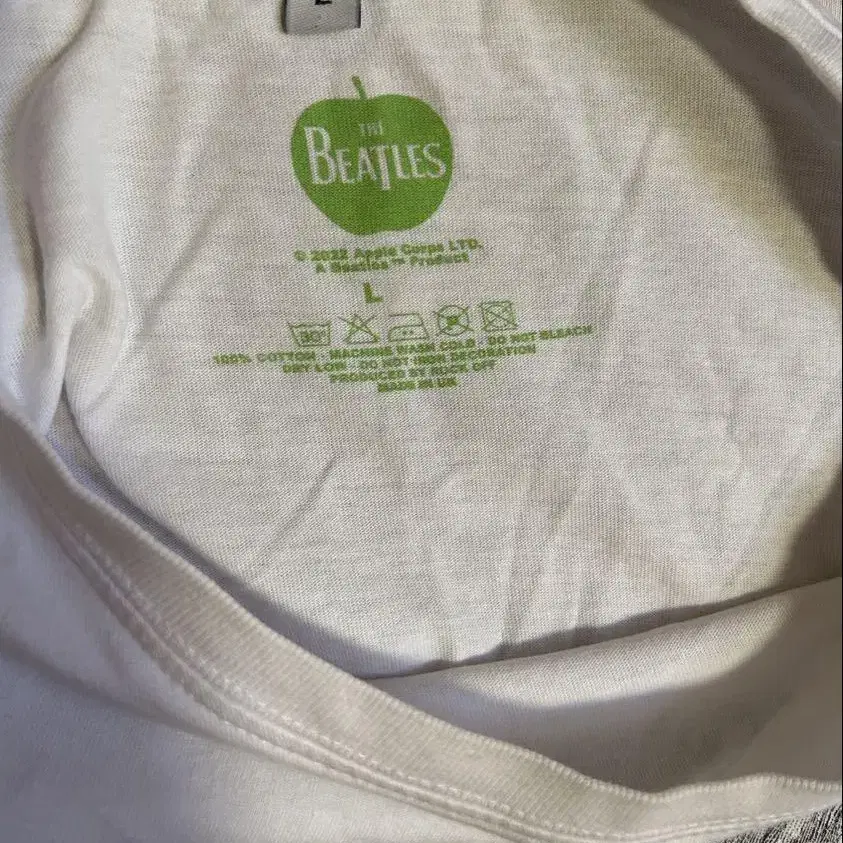 L
THE
BEATLES
© 2022 Apple Corps LTD.
A Beatles™ Product
L
30°
100% COTTON . MACHINE WASH COLD . DO NOT BLEACH
DRY LOW . DO NOT IRON DECORATION
PRODUCED BY ROCK OFF
MADE IN UK